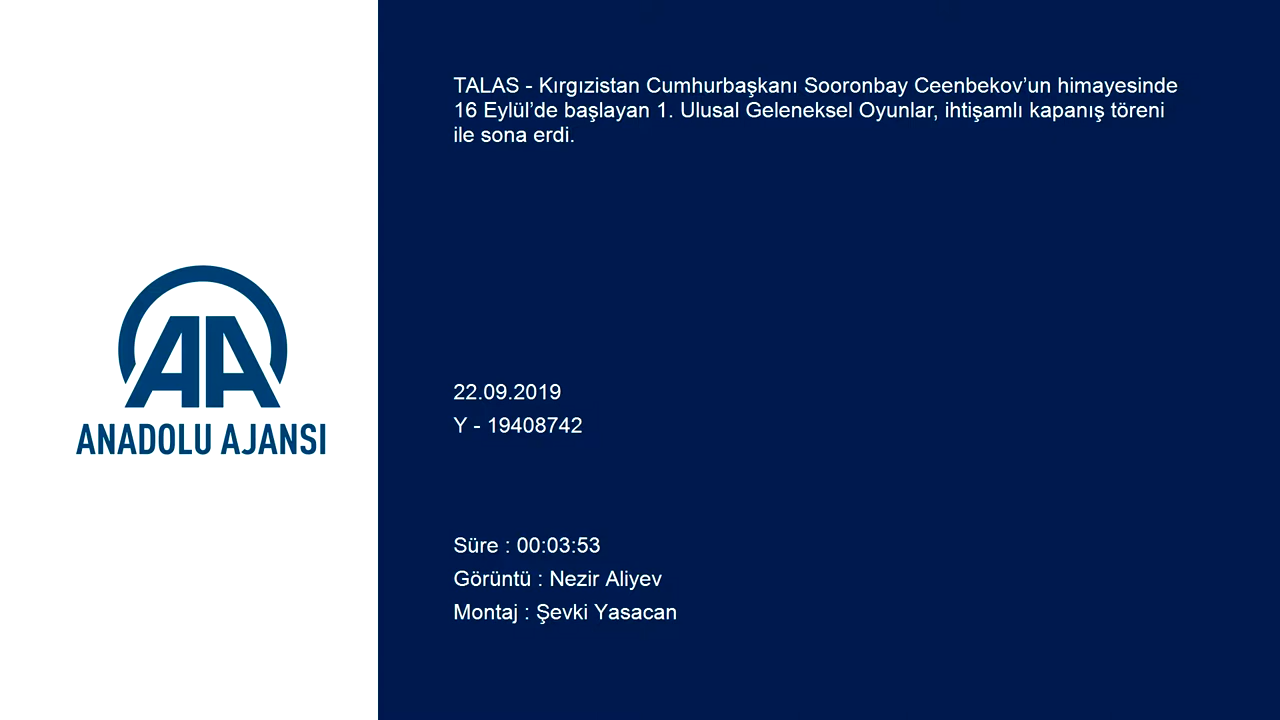 TALAS - Kırgızistan Cumhurbaşkanı Sooronbay Ceenbekov’un himayesinde
16 Eylül’de başlayan 1. Ulusal Geleneksel Oyunlar, ihtişamlı kapanış töreni
ile sona erdi.
AA
ANADOLU AJANSI
22.09.2019
Y - 19408742
Süre : 00:03:53
Görüntü : Nezir Aliyev
Montaj : Şevki Yasacan